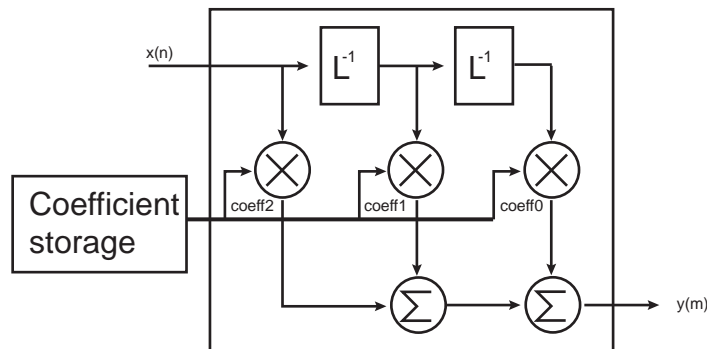 x(n)
L⁻¹
L⁻¹
Coefficient
storage
coeff2
coeff1
coeff0
Σ
Σ
y(m)